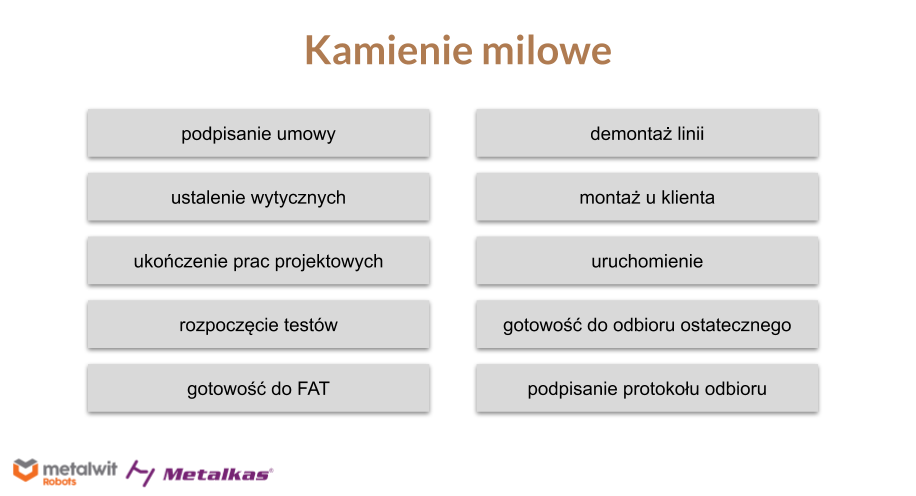 Kamienie milowe
podpisanie umowy
ustalenie wytycznych
ukończenie prac projektowych
rozpoczęcie testów
gotowość do FAT
demontaż linii
montaż u klienta
uruchomienie
gotowość do odbioru ostatecznego
podpisanie protokołu odbioru
metalwit
Robots
Metalkas®